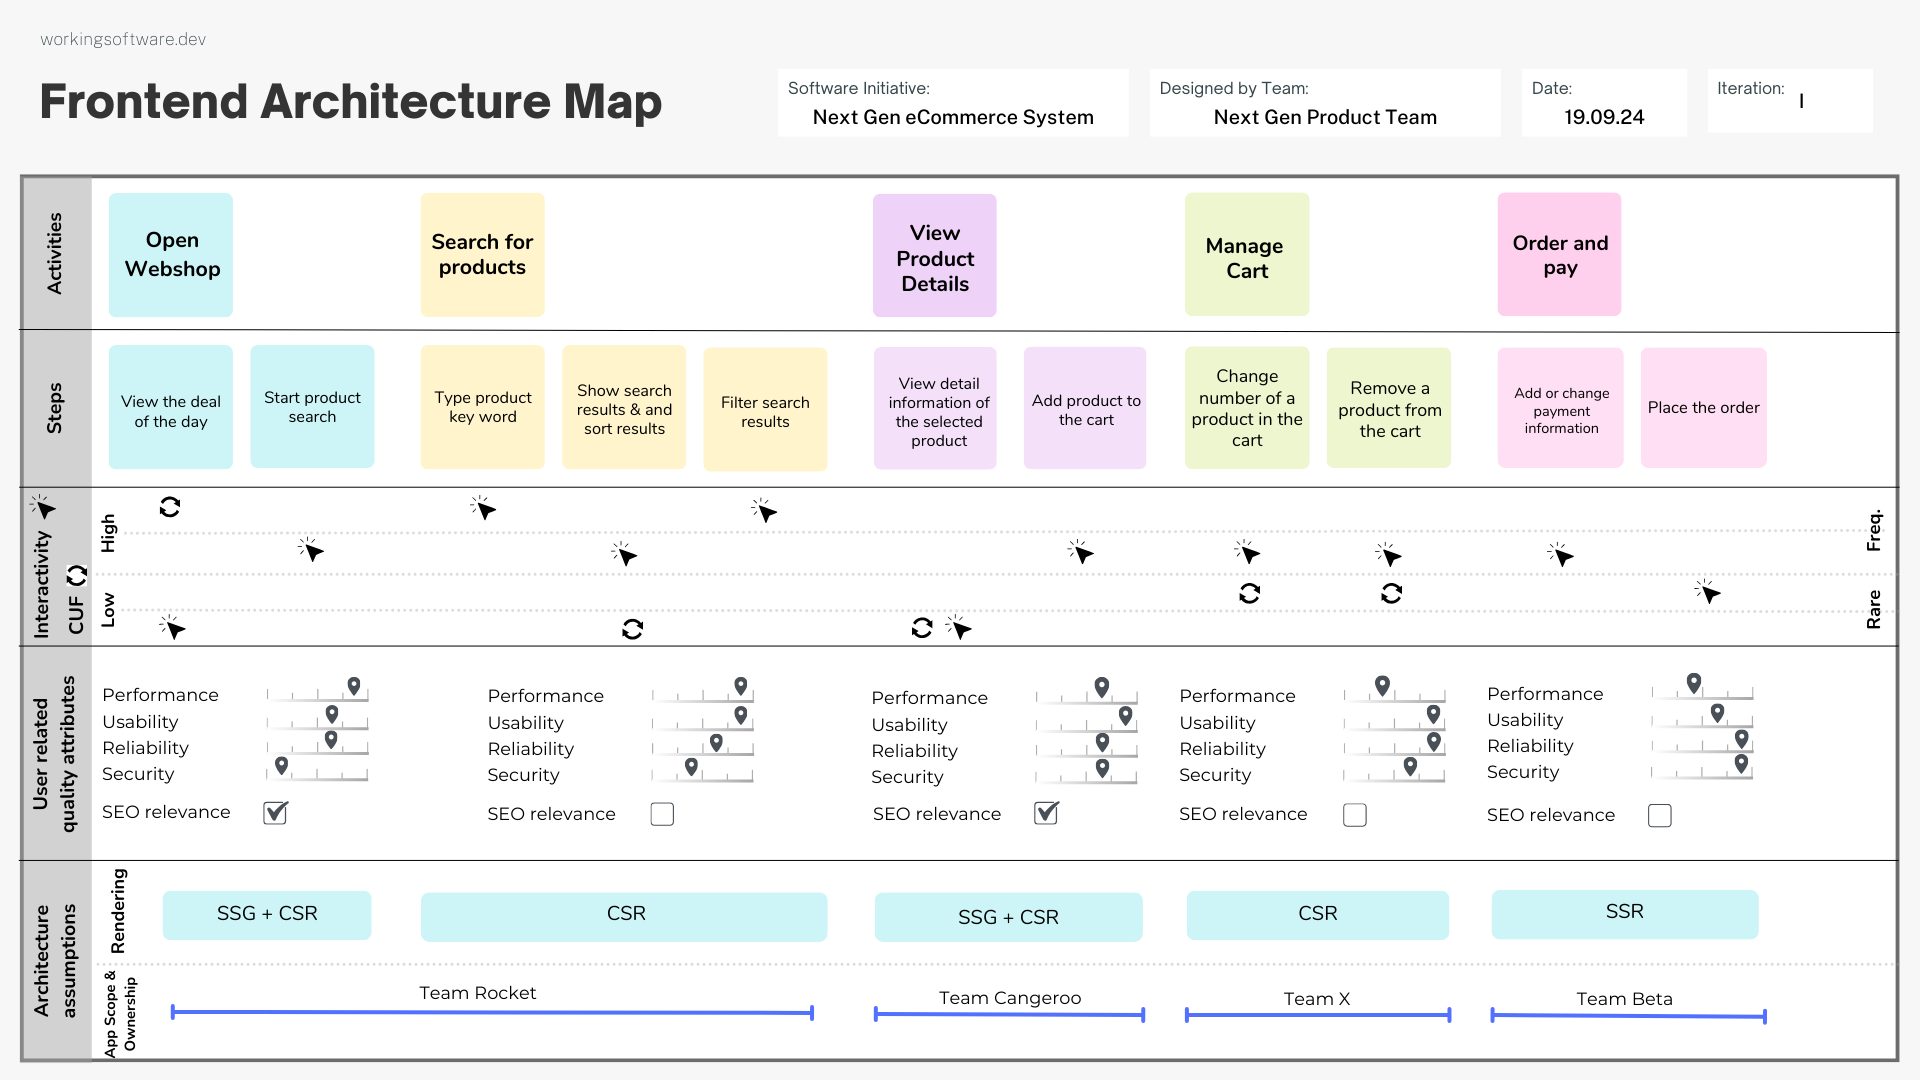 workingsoftware.dev
Frontend Architecture Map
Software Initiative:
Next Gen eCommerce System
Designed by Team:
Next Gen Product Team
Date:
19.09.24
Iteration:
I
Activities
Open
Webshop
Search for
products
View
Product
Details
Manage
Cart
Order and
pay
Steps
View the deal
of the day
Start product
search
Type product
key word
Show search
results & and
sort results
Filter search
results
View detail
information of
the selected
product
Add product to
the cart
Change
number of a
product in the
cart
Remove a
product from
the cart
Add or change
payment
information
Place the order
Interactivity
CUF
High
Low
Freq.
Rare
User related
quality attributes
Performance
Usability
Reliability
Security
SEO relevance
Performance
Usability
Reliability
Security
SEO relevance
Performance
Usability
Reliability
Security
SEO relevance
Performance
Usability
Reliability
Security
SEO relevance
Performance
Usability
Reliability
Security
SEO relevance
Architecture
assumptions
Rendering
SSG + CSR
CSR
SSG + CSR
CSR
SSR
App Scope &
Ownership
Team Rocket
Team Cangeroo
Team X
Team Beta